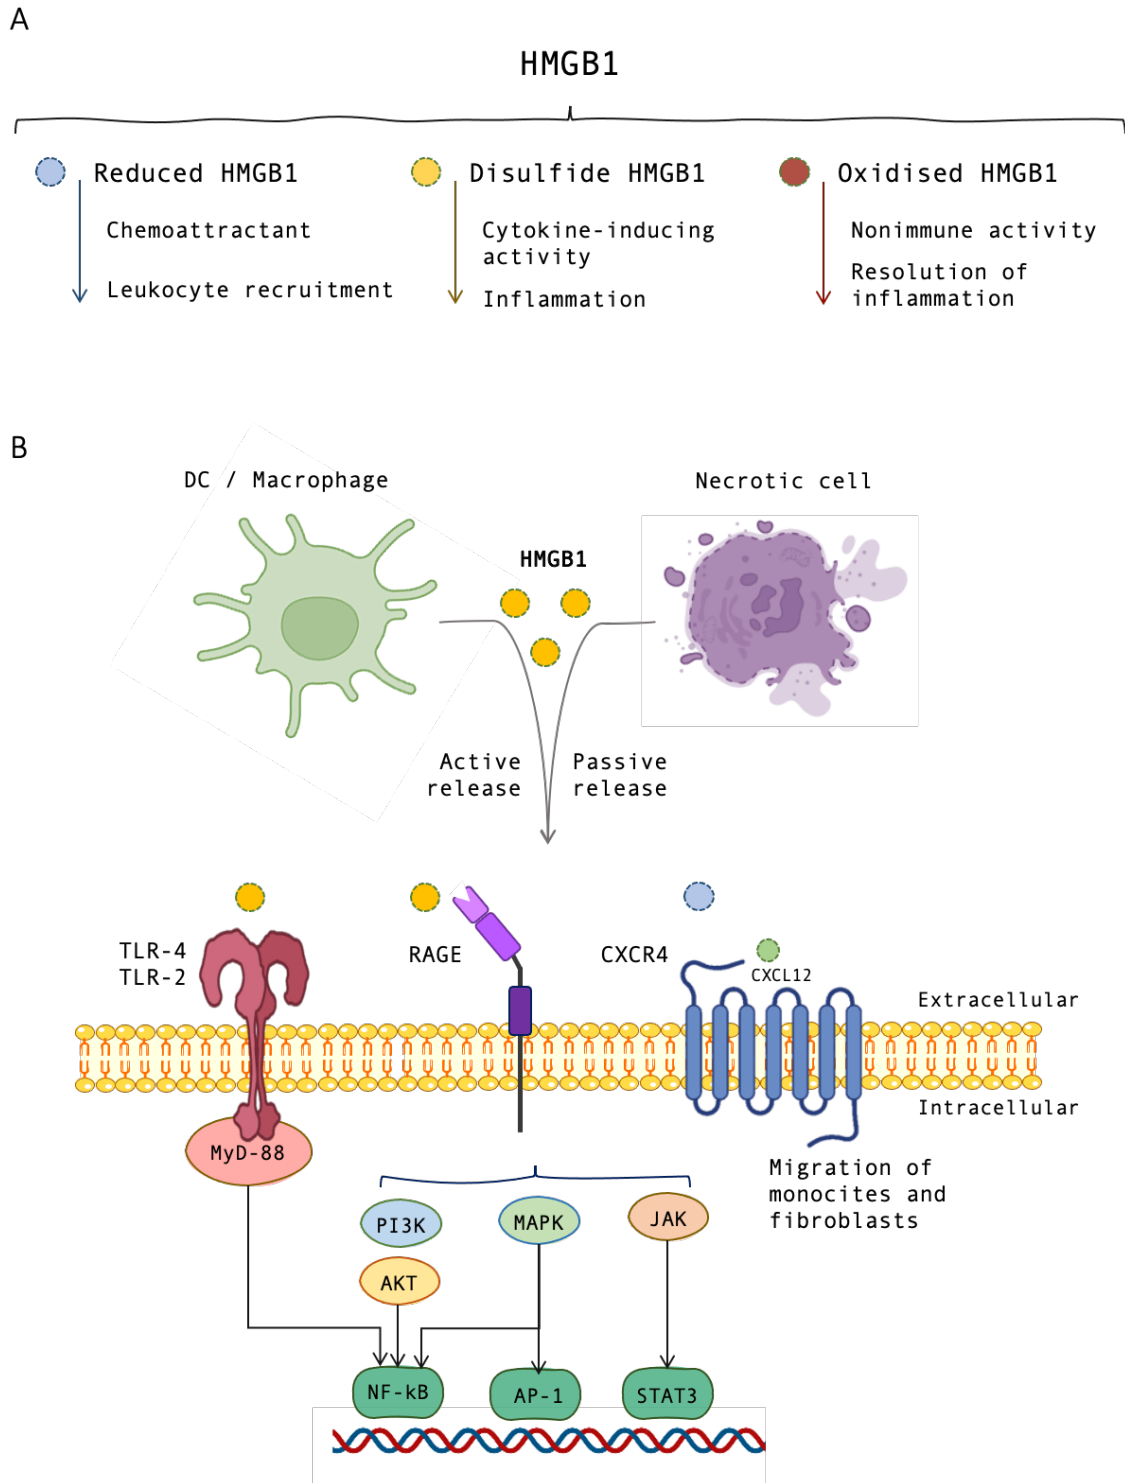 A
HMGB1
Reduced HMGB1
Chemoattractant
Leukocyte recruitment
Disulfide HMGB1
Cytokine-inducing
activity
Inflammation
Oxidised HMGB1
Nonimmune activity
Resolution of
inflammation
B
DC / Macrophage
Necrotic cell
HMGB1
Active
release
Passive
release
TLR-4
TLR-2
RAGE
CXCR4
CXCL12
Extracellular
Intracellular
MyD-88
Migration of
monocites and
fibroblasts
PI3K
MAPK
JAK
AKT
NF-kB
AP-1
STAT3